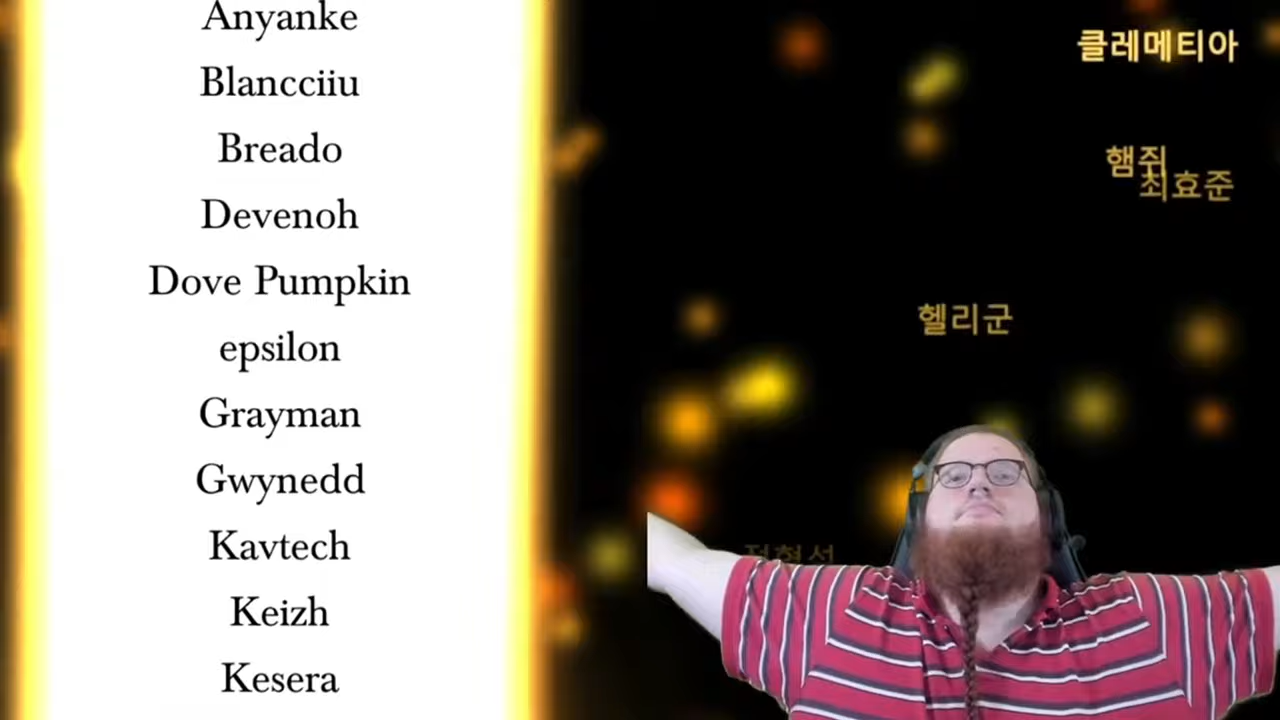 Anyanke
Blancciiu
Breado
Devenoh
Dove Pumpkin
epsilon
Grayman
Gwynedd
Kavtech
Keizh
Kesera
클레메티아
햄쮜
최효준
헬리군